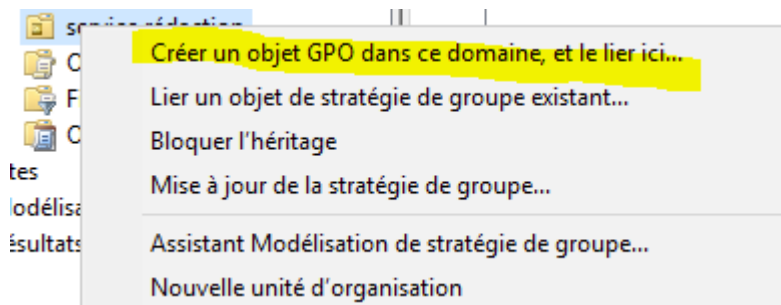 service rédaction
Créer un objet GPO dans ce domaine, et le lier ici...
Lier un objet de stratégie de groupe existant...
Bloquer l'héritage
Mise à jour de la stratégie de groupe...
Assistant Modélisation de stratégie de groupe...
Nouvelle unité d'organisation